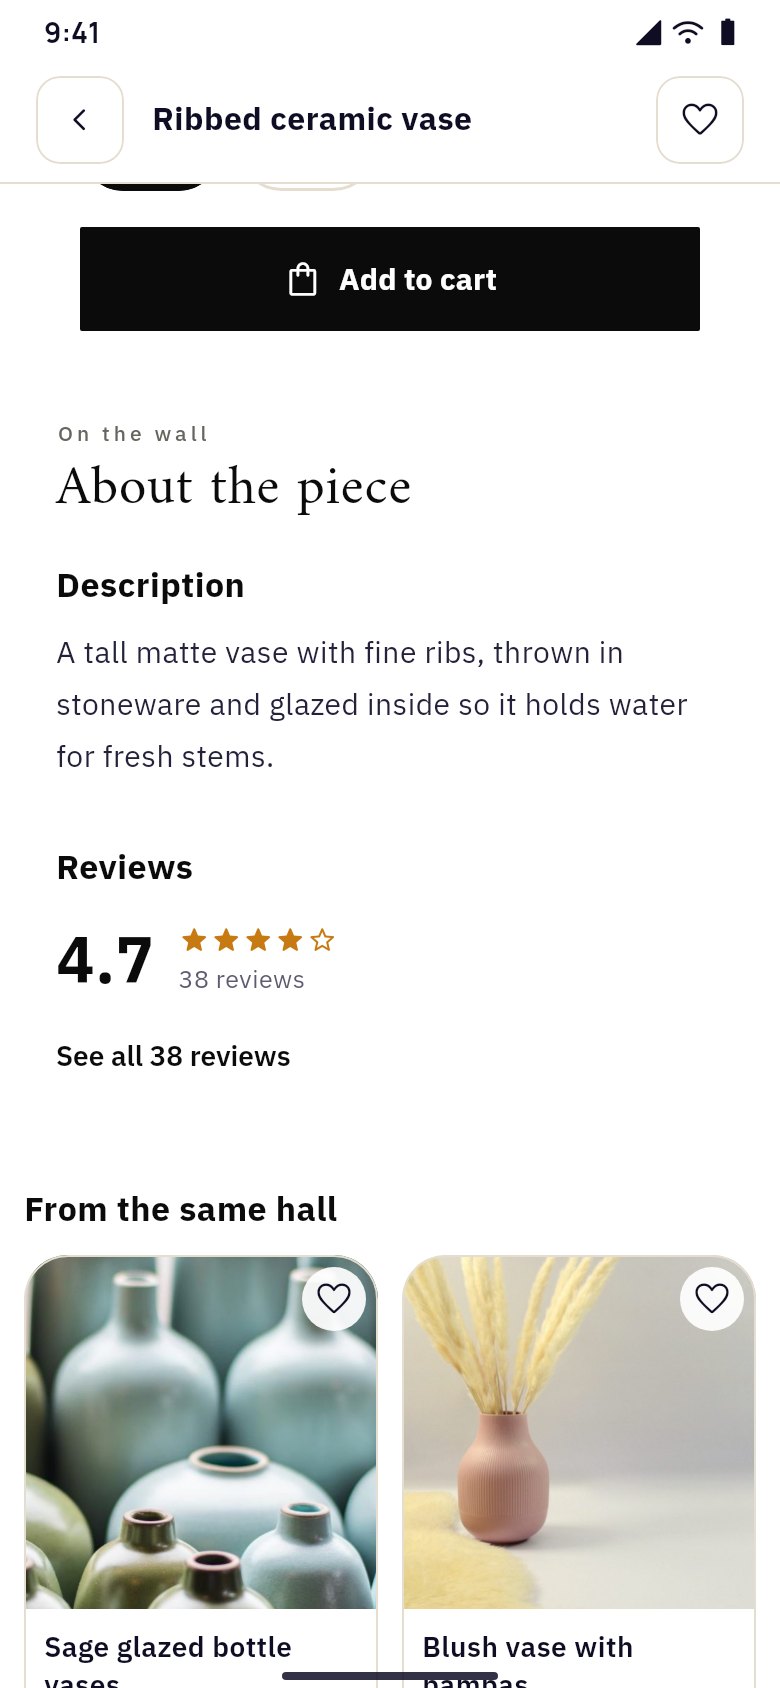 9:41
Ribbed ceramic vase
Add to cart
On the wall
About the piece
Description
A tall matte vase with fine ribs, thrown in
stoneware and glazed inside so it holds water
for fresh stems.
Reviews
4.7
38 reviews
See all 38 reviews
From the same hall
Sage glazed bottle
vases
Blush vase with
pampas